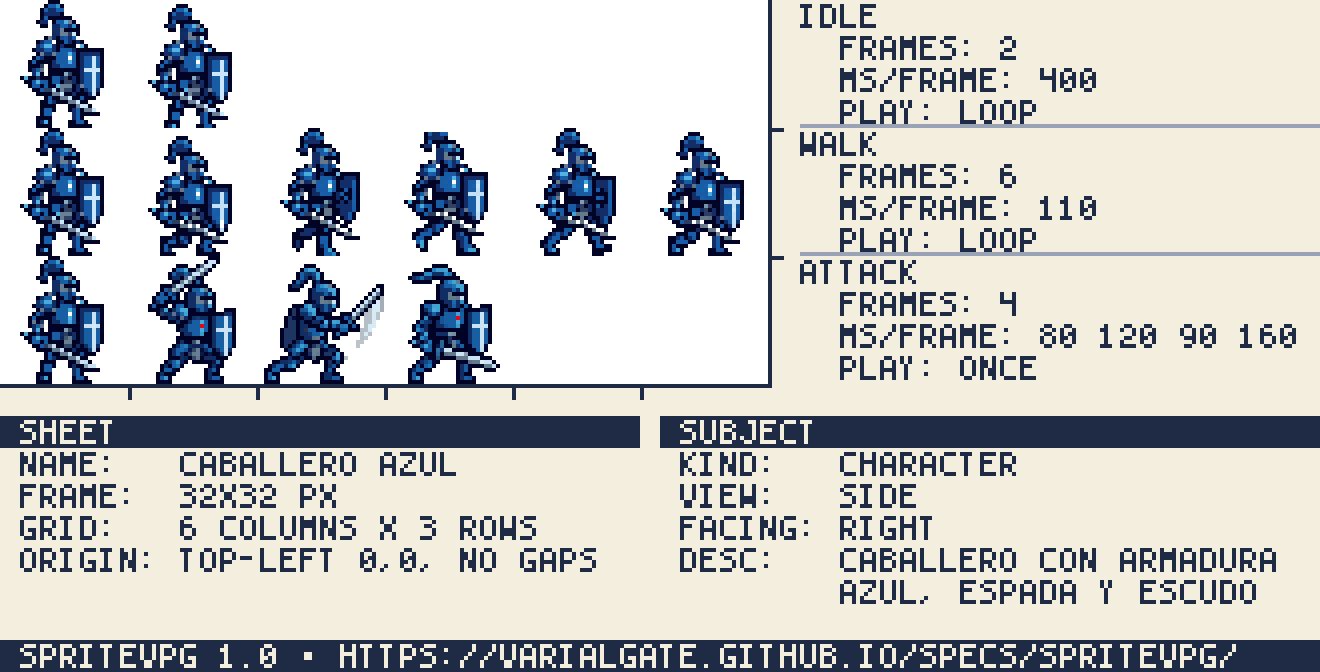 IDLE
FRAMES: 2
MS/FRAME: 400
PLAY: LOOP
WALK
FRAMES: 6
MS/FRAME: 110
PLAY: LOOP
ATTACK
FRAMES: 4
MS/FRAME: 80 120 90 160
PLAY: ONCE
SHEET
NAME: CABALLERO AZUL
FRAME: 32X32 PX
GRID: 6 COLUMNS X 3 ROWS
ORIGIN: TOP-LEFT 0,0, NO GAPS
SUBJECT
KIND: CHARACTER
VIEW: SIDE
FACING: RIGHT
DESC: CABALLERO CON ARMADURA
AZUL, ESPADA Y ESCUDO
SPRITEVPG 1.0 ▪ HTTPS://VARIALGATE.GITHUB.IO/SPECS/SPRITEVPG/